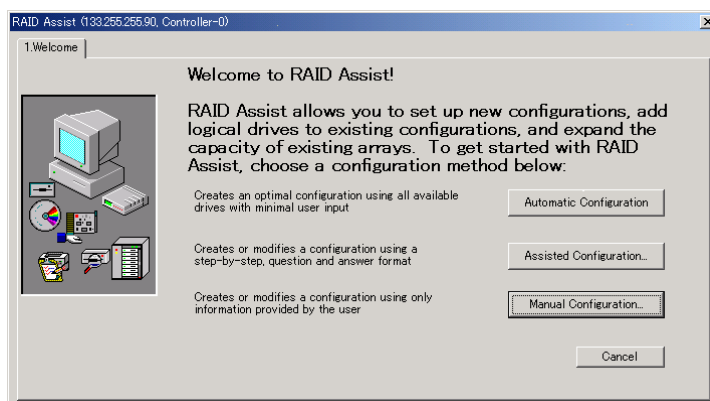 RAID Assist (133.255.255.90, Controller-0)
1.Welcome
Welcome to RAID Assist!
RAID Assist allows you to set up new configurations, add
logical drives to existing configurations, and expand the
capacity of existing arrays. To get started with RAID
Assist, choose a configuration method below:
Creates an optimal configuration using all available
drives with minimal user input
Automatic Configuration
Creates or modifies a configuration using a
step-by-step, question and answer format
Assisted Configuration...
Creates or modifies a configuration using only
information provided by the user
Manual Configuration...
Cancel